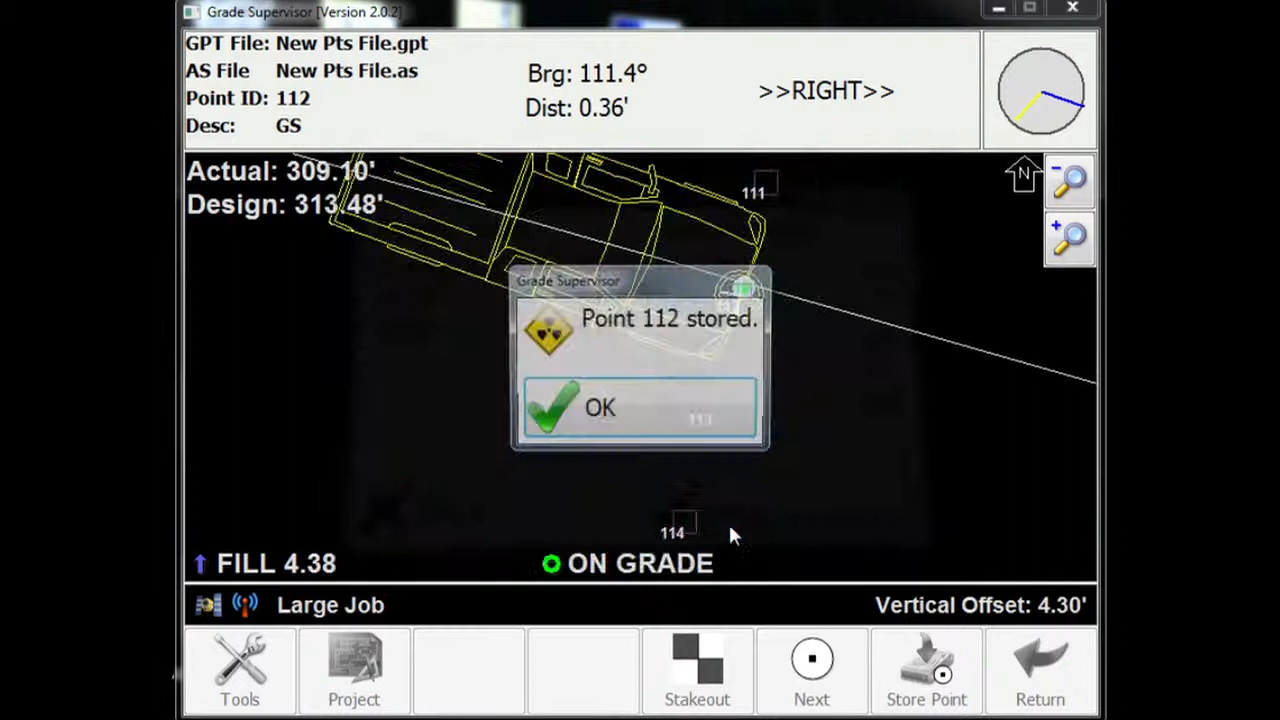 Grade Supervisor [Version 2.0.2]
GPT File: New Pts File.gpt
AS File New Pts File.as
Point ID: 112
Desc: GS
Brg: 111.4°
Dist: 0.36'
>>RIGHT>>
Actual: 309.10'
Design: 313.48'
N
111
Grade Supervisor
Point 112 stored.
OK
113
114
FILL 4.38
ON GRADE
Large Job
Vertical Offset: 4.30'
Tools
Project
Stakeout
Next
Store Point
Return